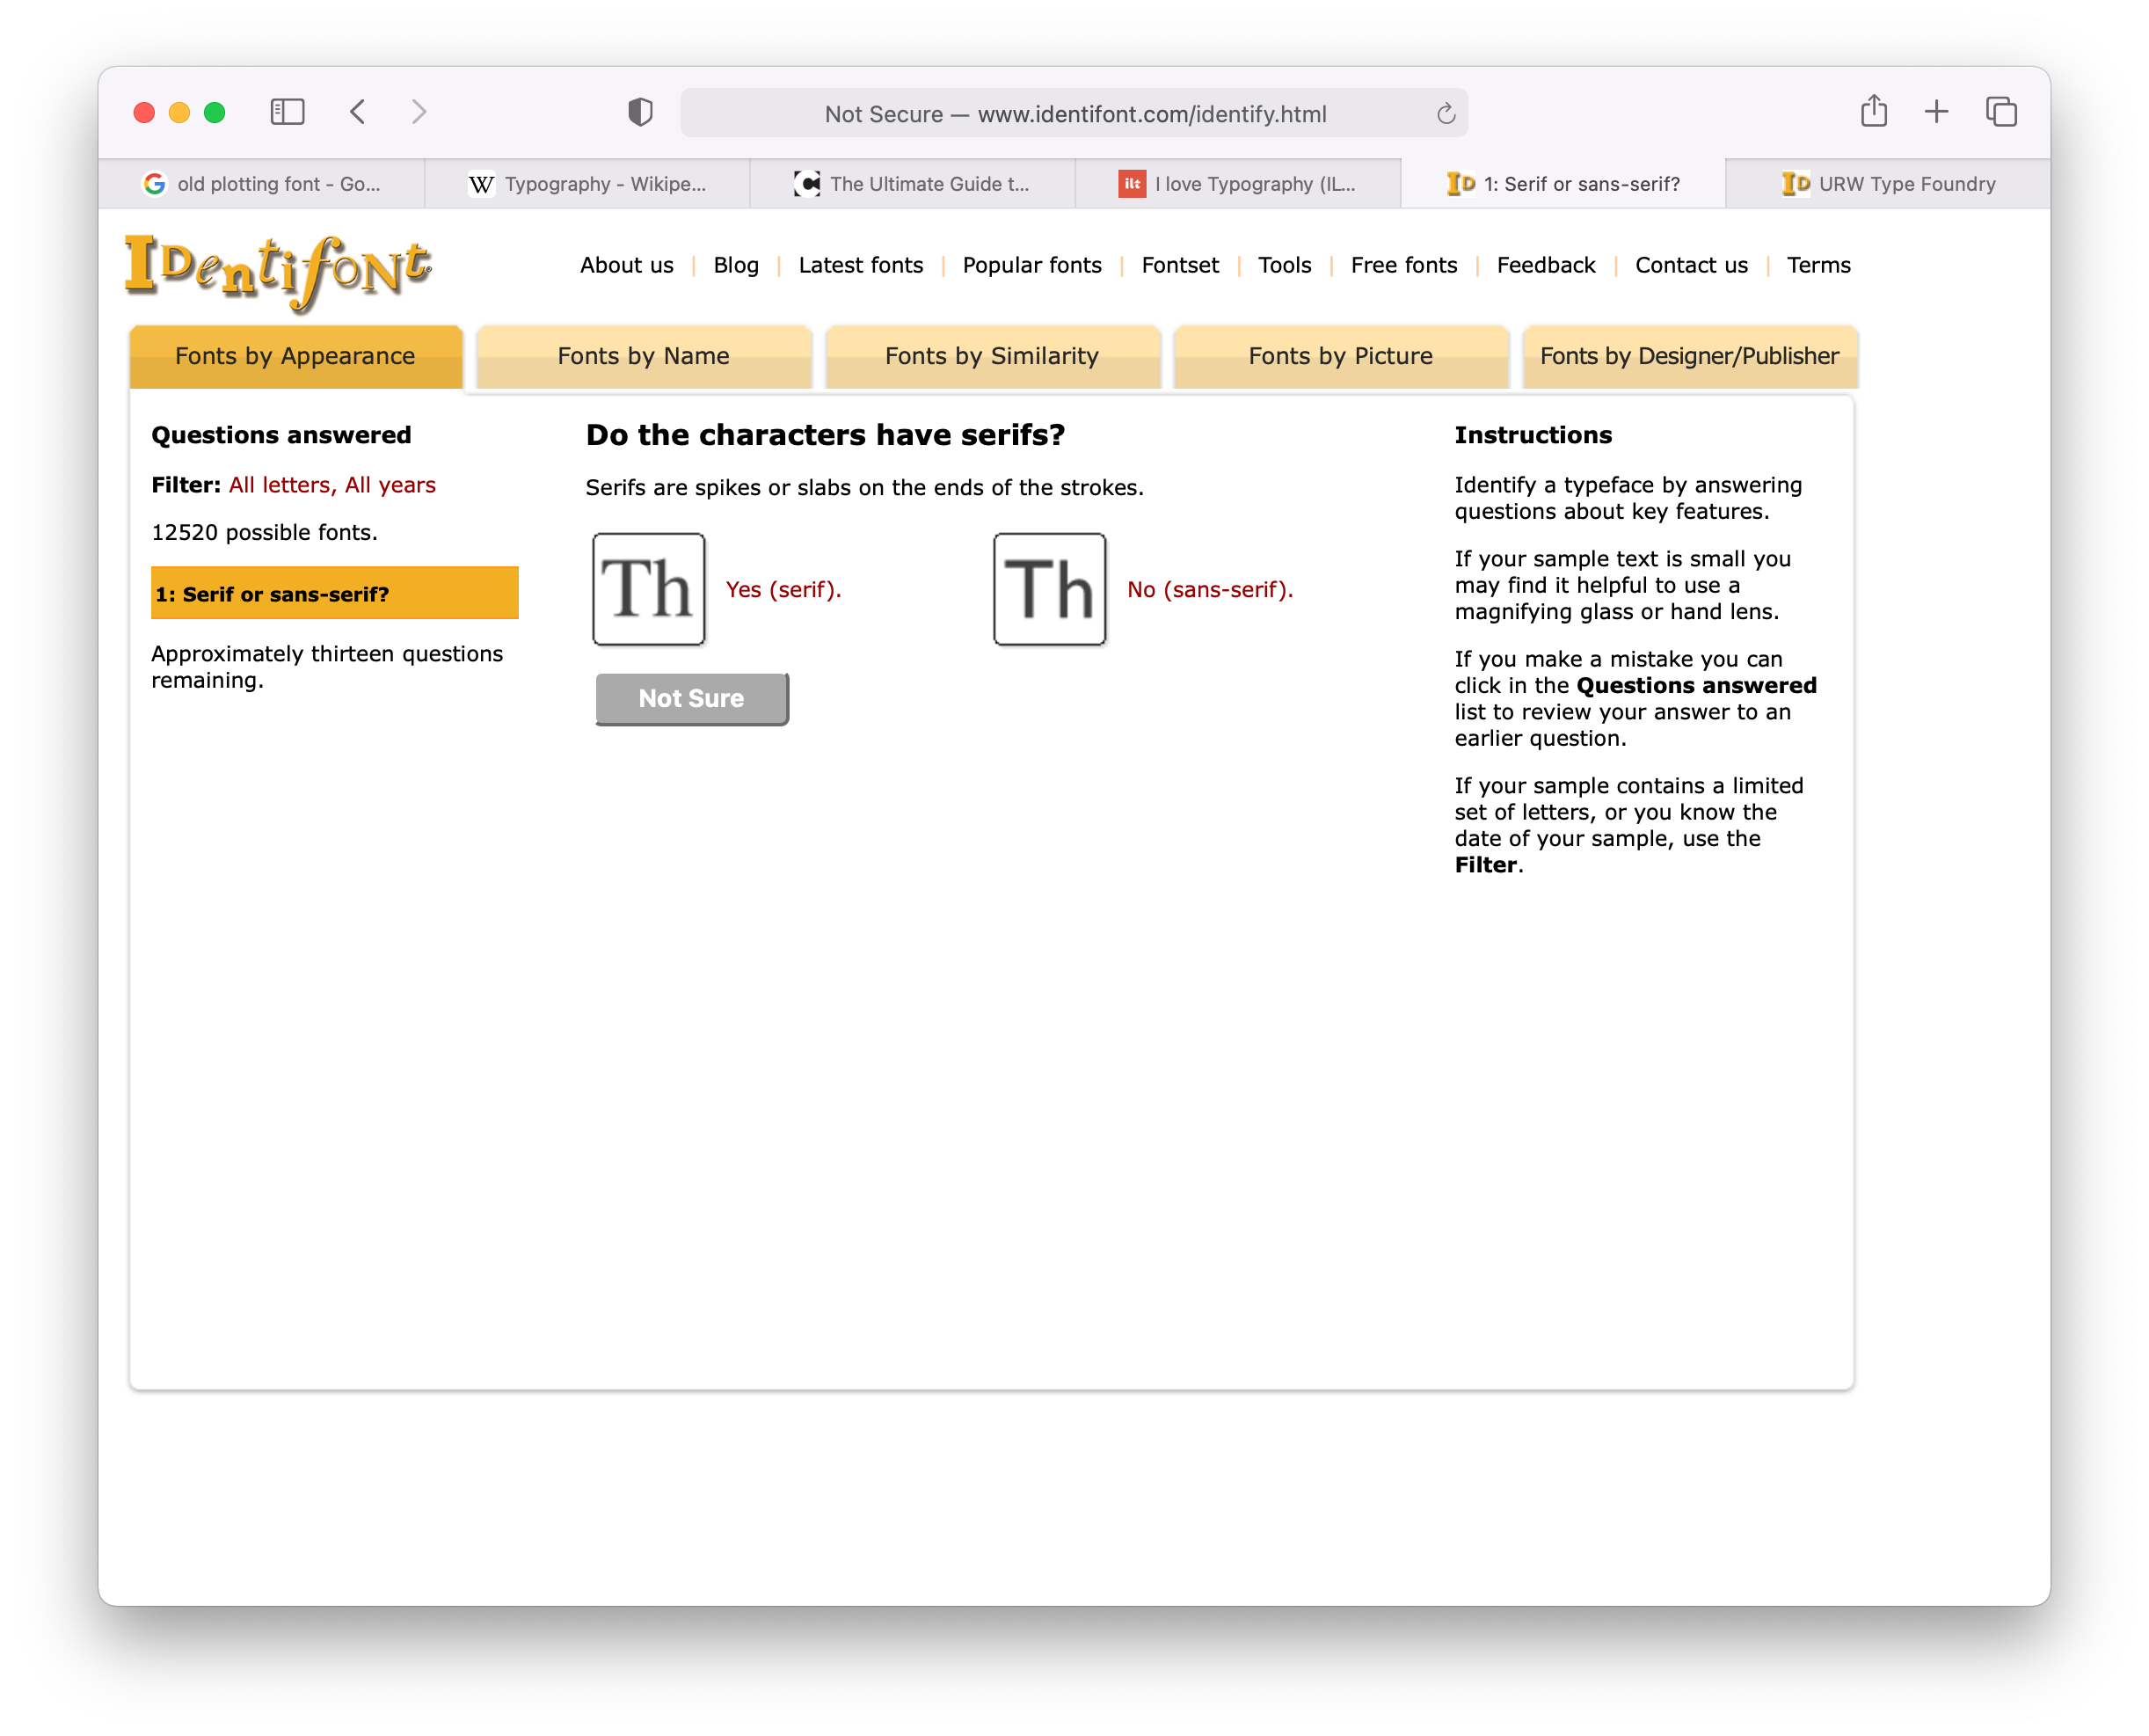 Not Secure — www.identifont.com/identify.html
old plotting font - Go...
W Typography - Wikipe...
The Ultimate Guide t...
ilt I love Typography (IL...
ID 1: Serif or sans-serif?
ID URW Type Foundry
IDentifont
About us | Blog | Latest fonts | Popular fonts | Fontset | Tools | Free fonts | Feedback | Contact us | Terms
Fonts by Appearance
Fonts by Name
Fonts by Similarity
Fonts by Picture
Fonts by Designer/Publisher
Questions answered
Filter: All letters, All years
12520 possible fonts.
1: Serif or sans-serif?
Approximately thirteen questions
remaining.
Do the characters have serifs?
Serifs are spikes or slabs on the ends of the strokes.
Th Yes (serif).
Th No (sans-serif).
Not Sure
Instructions
Identify a typeface by answering
questions about key features.
If your sample text is small you
may find it helpful to use a
magnifying glass or hand lens.
If you make a mistake you can
click in the Questions answered
list to review your answer to an
earlier question.
If your sample contains a limited
set of letters, or you know the
date of your sample, use the
Filter.